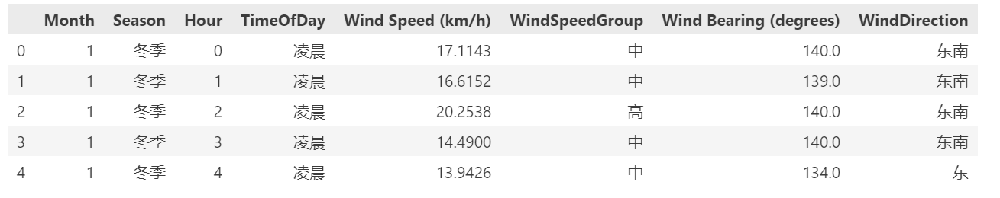 Month Season Hour TimeOfDay Wind Speed (km/h) WindSpeedGroup Wind Bearing (degrees) WindDirection
0 1 冬季 0 凌晨 17.1143 中 140.0 东南
1 1 冬季 1 凌晨 16.6152 中 139.0 东南
2 1 冬季 2 凌晨 20.2538 高 140.0 东南
3 1 冬季 3 凌晨 14.4900 中 140.0 东南
4 1 冬季 4 凌晨 13.9426 中 134.0 东